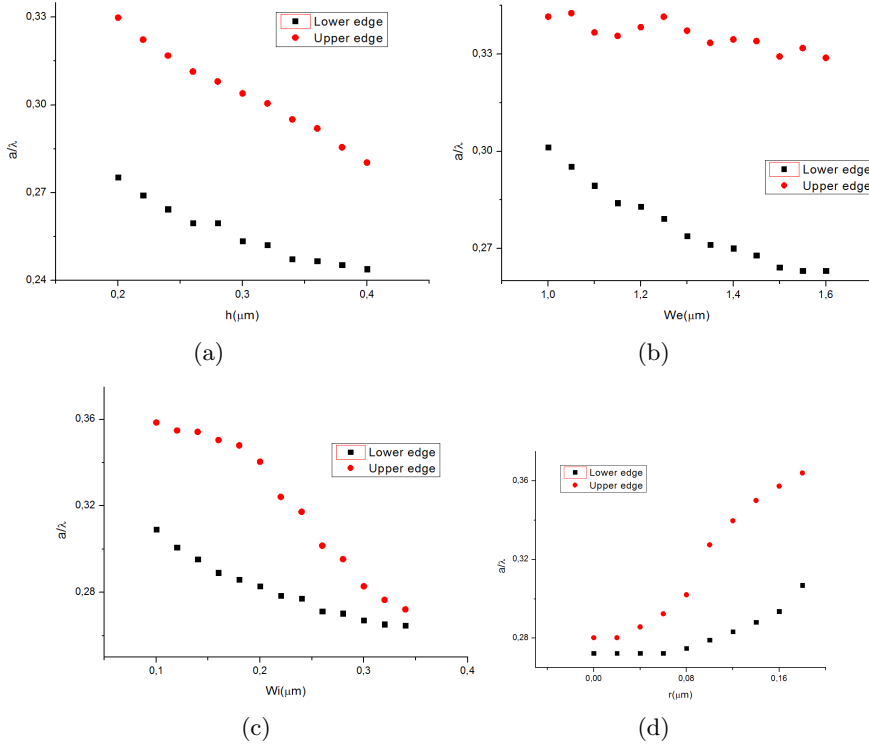 0,33
0,30
0,27
0,24
a/λ
Lower edge
Upper edge
0,2
0,3
0,4
h(μm)
(a)
0,33
0,30
0,27
a/λ
Lower edge
Upper edge
1,0
1,2
1,4
1,6
We(μm)
(b)
0,36
0,32
0,28
a/λ
Lower edge
Upper edge
0,1
0,2
0,3
0,4
Wi(μm)
(c)
0,36
0,32
0,28
a/λ
Lower edge
Upper edge
0,00
0,08
0,16
r(μm)
(d)